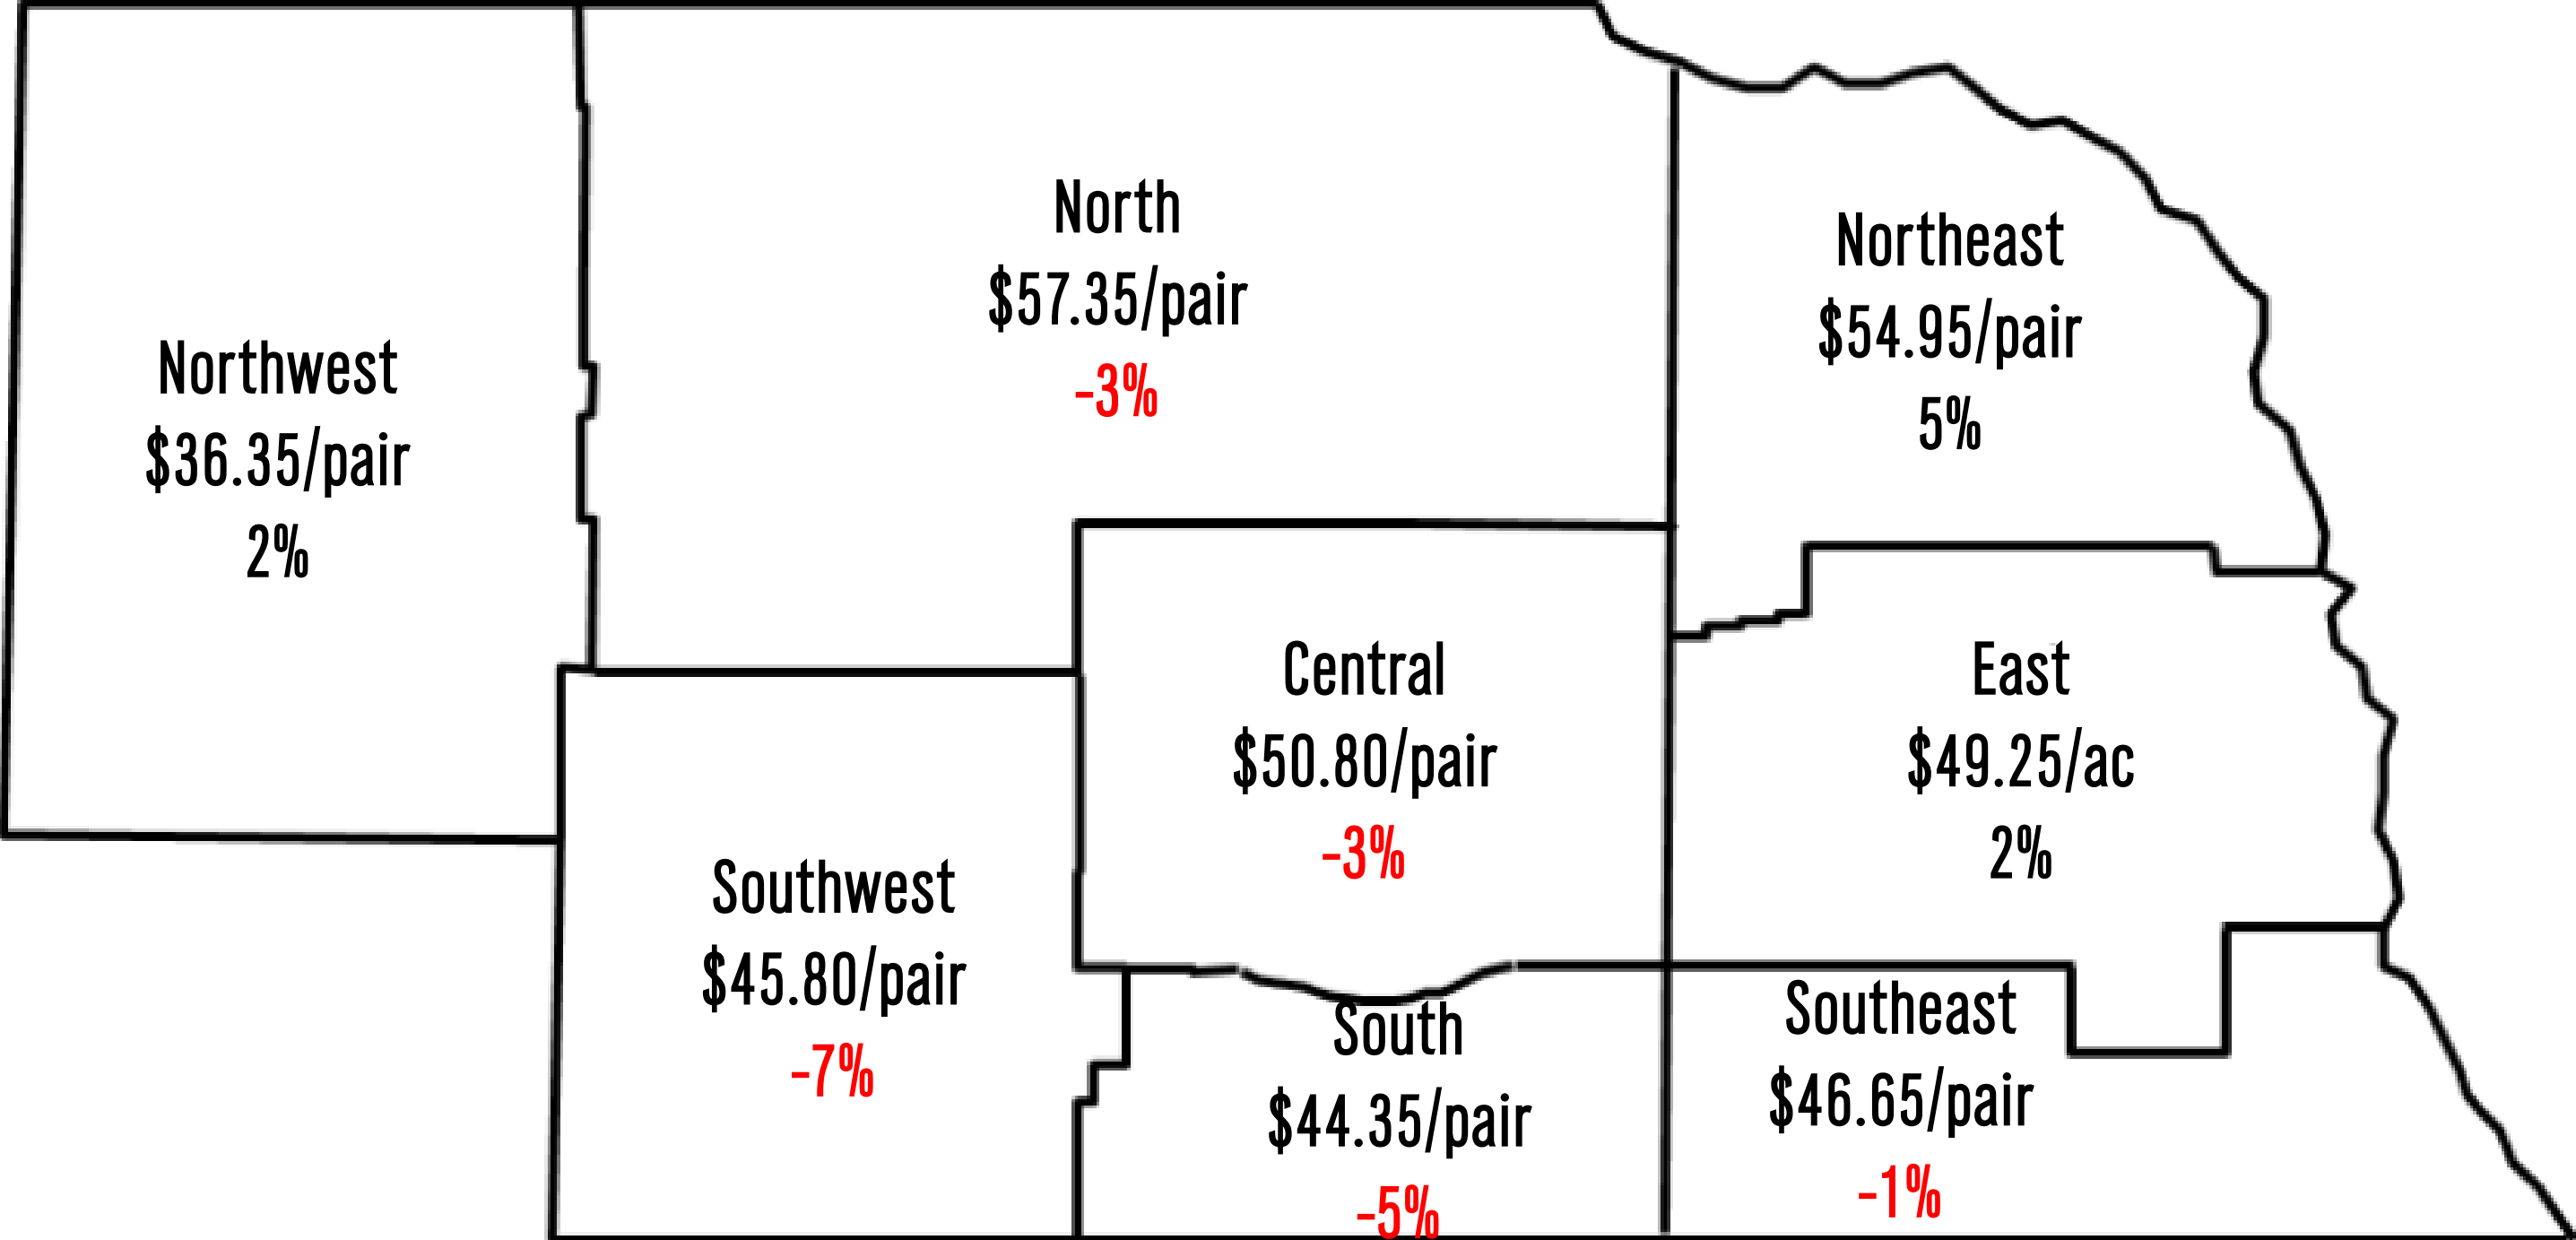 North
$57.35/pair
-3%
Northeast
$54.95/pair
5%
Northwest
$36.35/pair
2%
Central
$50.80/pair
-3%
East
$49.25/ac
2%
Southwest
$45.80/pair
-7%
South
$44.35/pair
-5%
Southeast
$46.65/pair
-1%